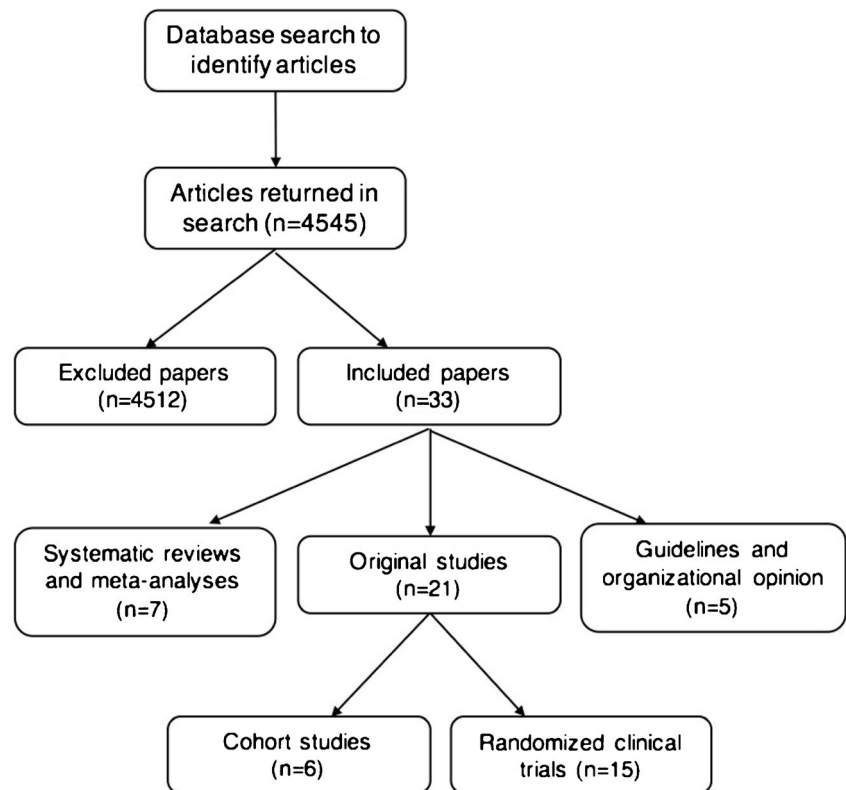 Database search to
identify articles
Articles returned in
search (n=4545)
Excluded papers
(n=4512)
Included papers
(n=33)
Systematic reviews
and meta-analyses
(n=7)
Original studies
(n=21)
Guidelines and
organizational opinion
(n=5)
Cohort studies
(n=6)
Randomized clinical
trials (n=15)